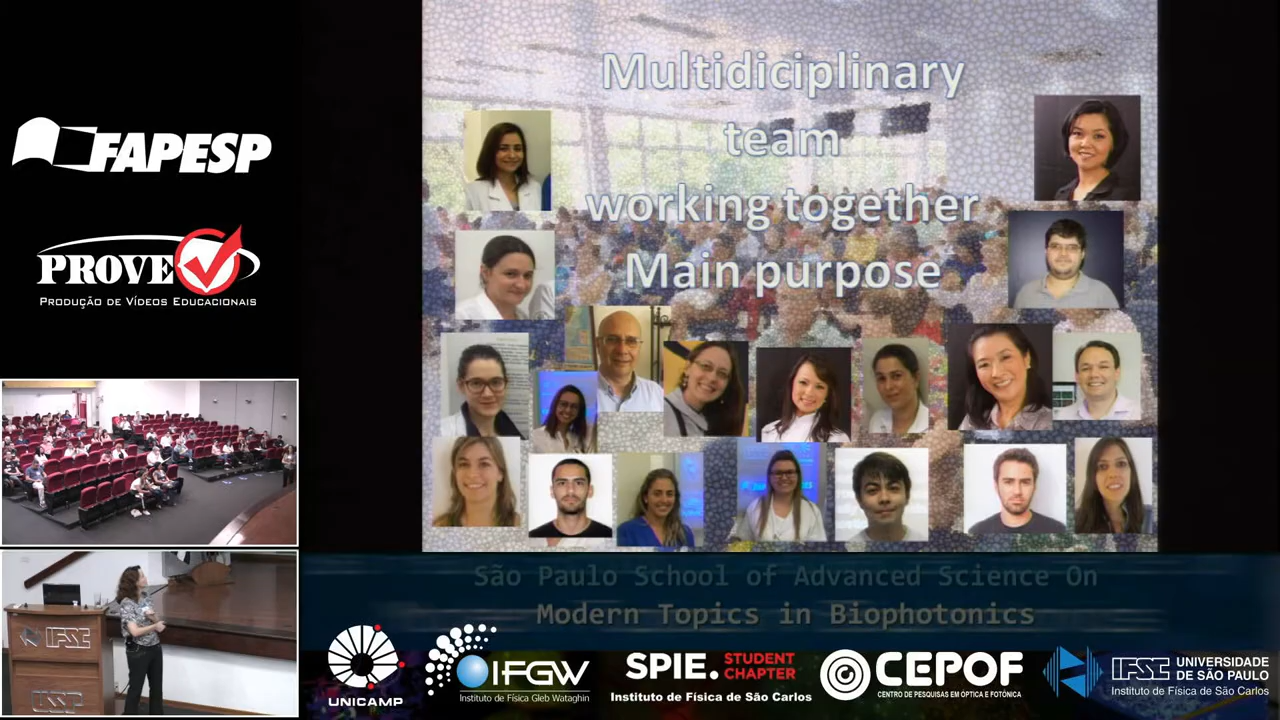 FAPESP
PROVE
PRODUÇÃO DE VÍDEOS EDUCACIONAIS
Multidiciplinary
team
working together
Main purpose
IFSC
USP
São Paulo School of Advanced Science On
Modern Topics in Biophotonics
UNICAMP
IFGW
Instituto de Física Gleb Wataghin
SPIE. STUDENT
CHAPTER
Instituto de Física de São Carlos
CEPOF
CENTRO DE PESQUISAS EM ÓPTICA E FOTÔNICA
IFSC UNIVERSIDADE
DE SÃO PAULO
Instituto de Física de São Carlos